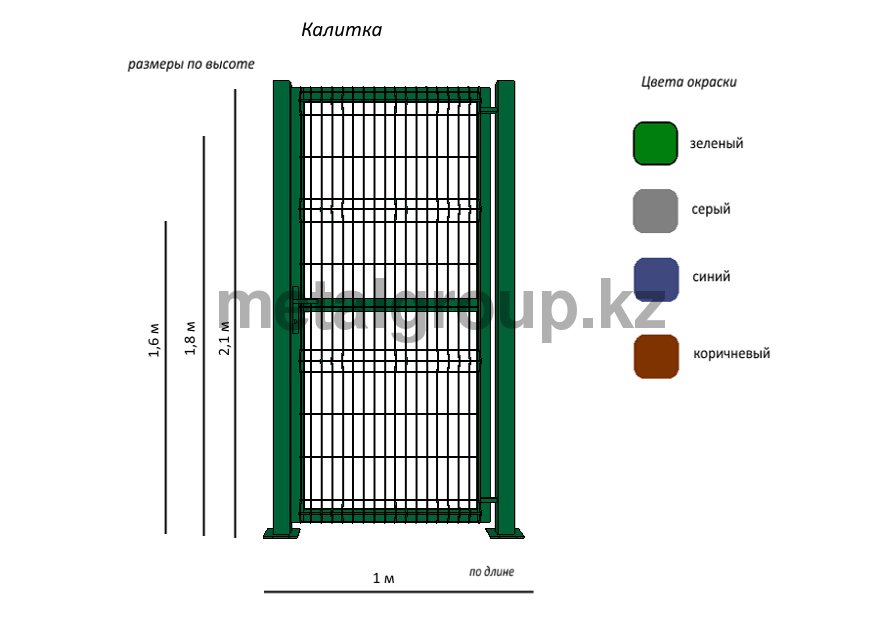 Калитка
размеры по высоте
Цвета окраски
зеленый
серый
синий
коричневый
metalgroup.kz
1,6 м
1,8 м
2,1 м
1 м
по длине